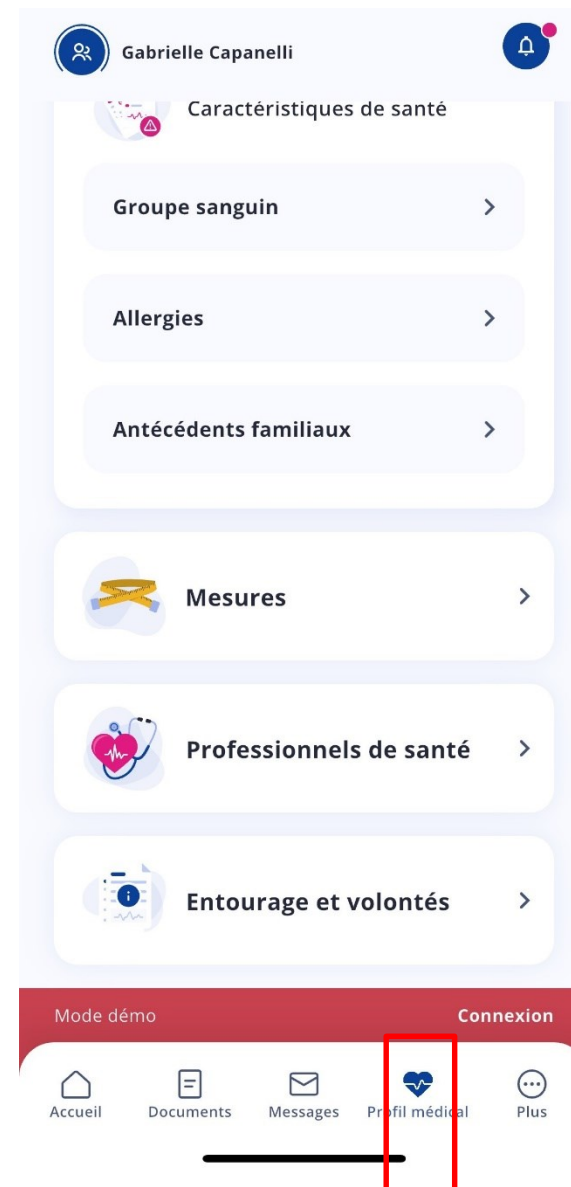 Gabrielle Capanelli
Caractéristiques de santé
Groupe sanguin
Allergies
Antécédents familiaux
Mesures
Professionnels de santé
Entourage et volontés
Mode démo Connexion
Accueil Documents Messages Profil médical Plus